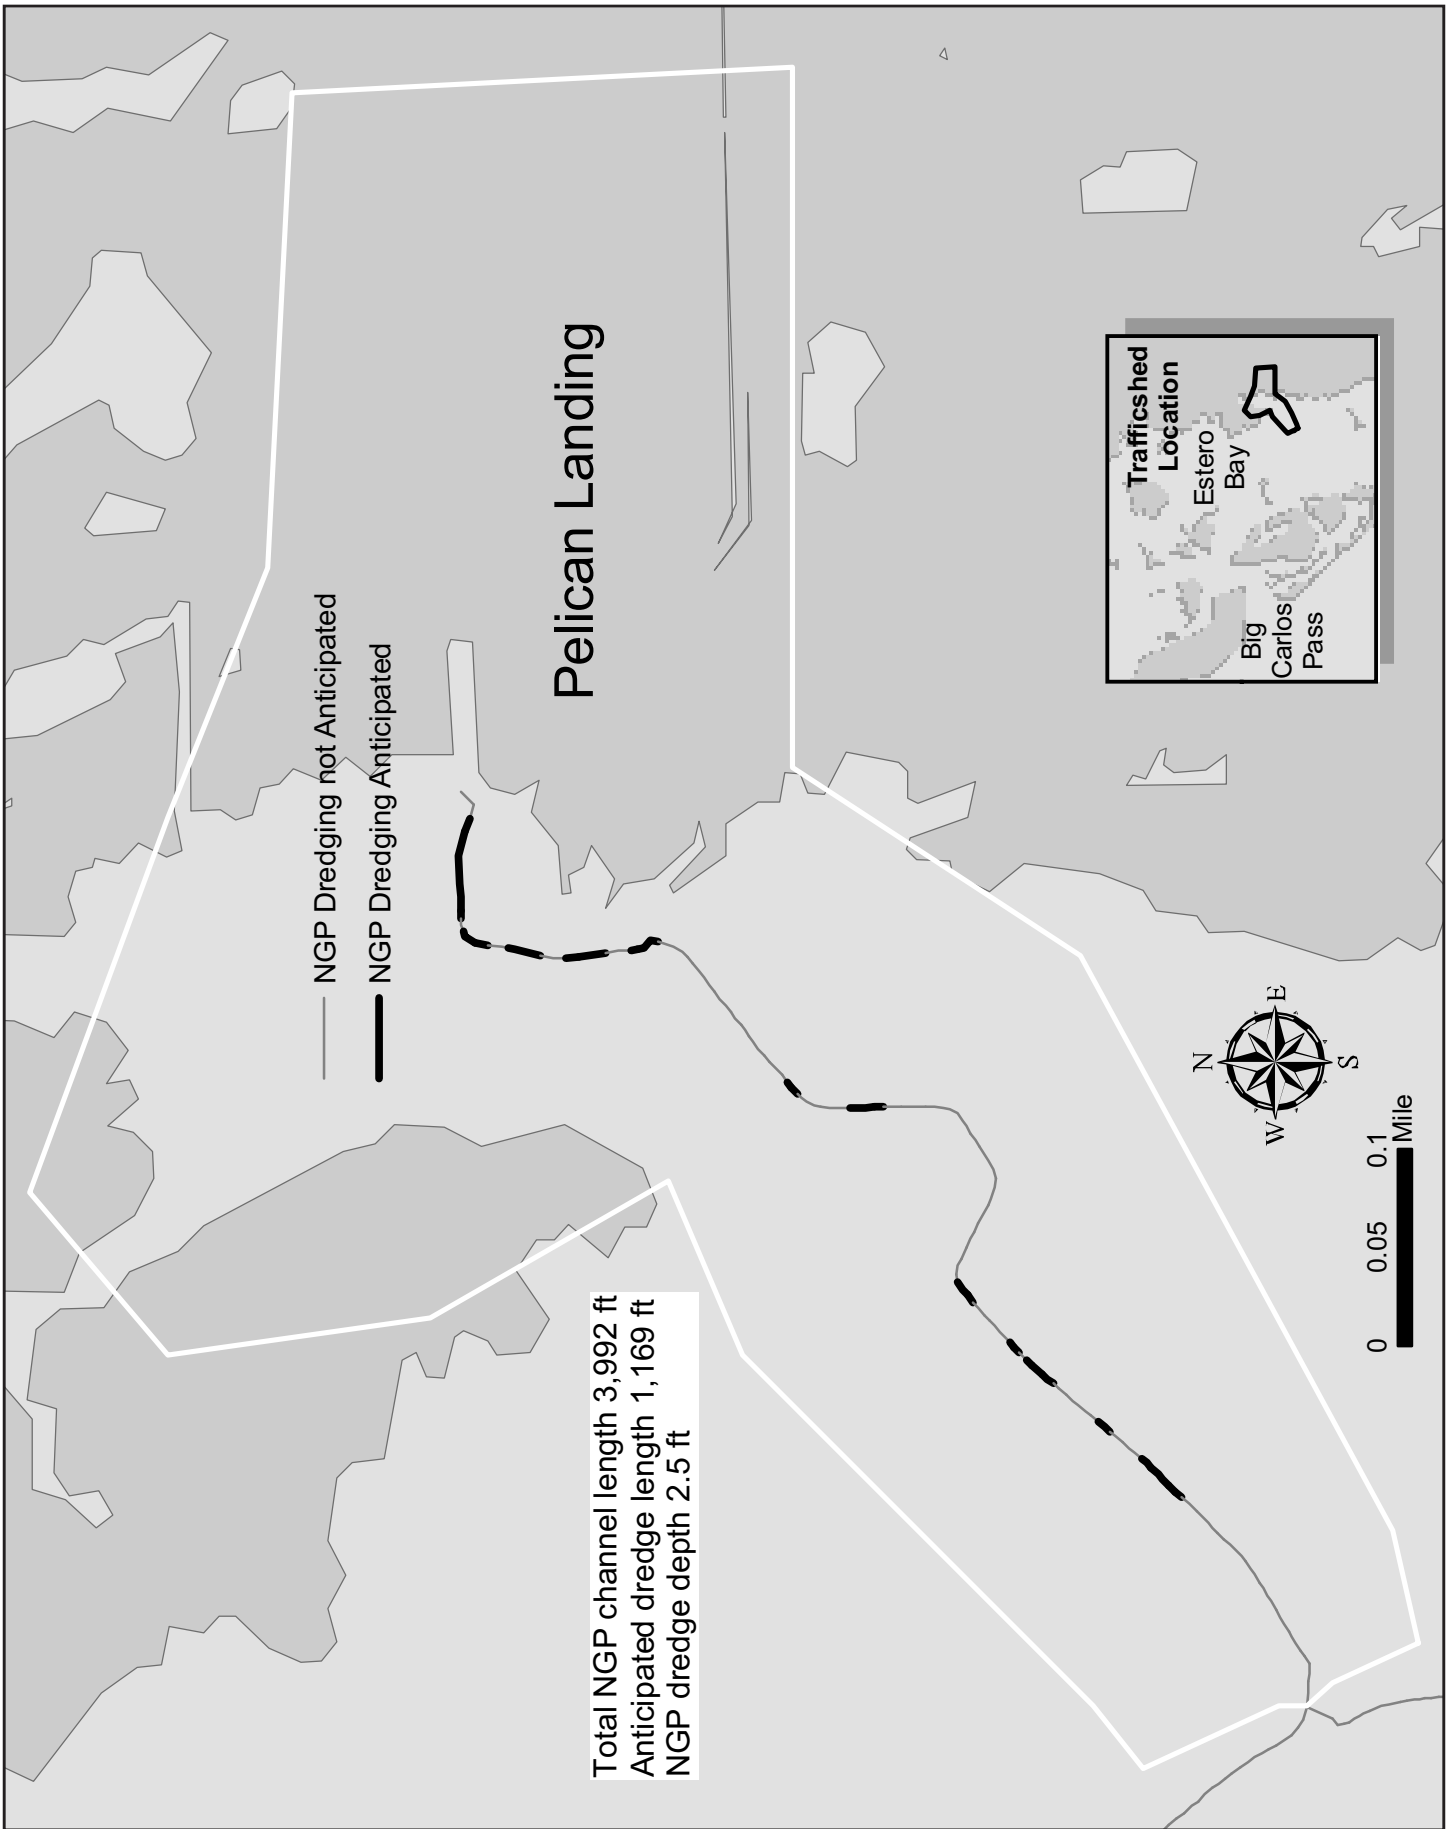 NGP Dredging not Anticipated
NGP Dredging Anticipated
Pelican Landing
Total NGP channel length 3,992 ft
Anticipated dredge length 1,169 ft
NGP dredge depth 2.5 ft
Trafficshed
Location
Estero
Bay
Big
Carlos
Pass
N
W
E
S
0
0.05
0.1
Mile